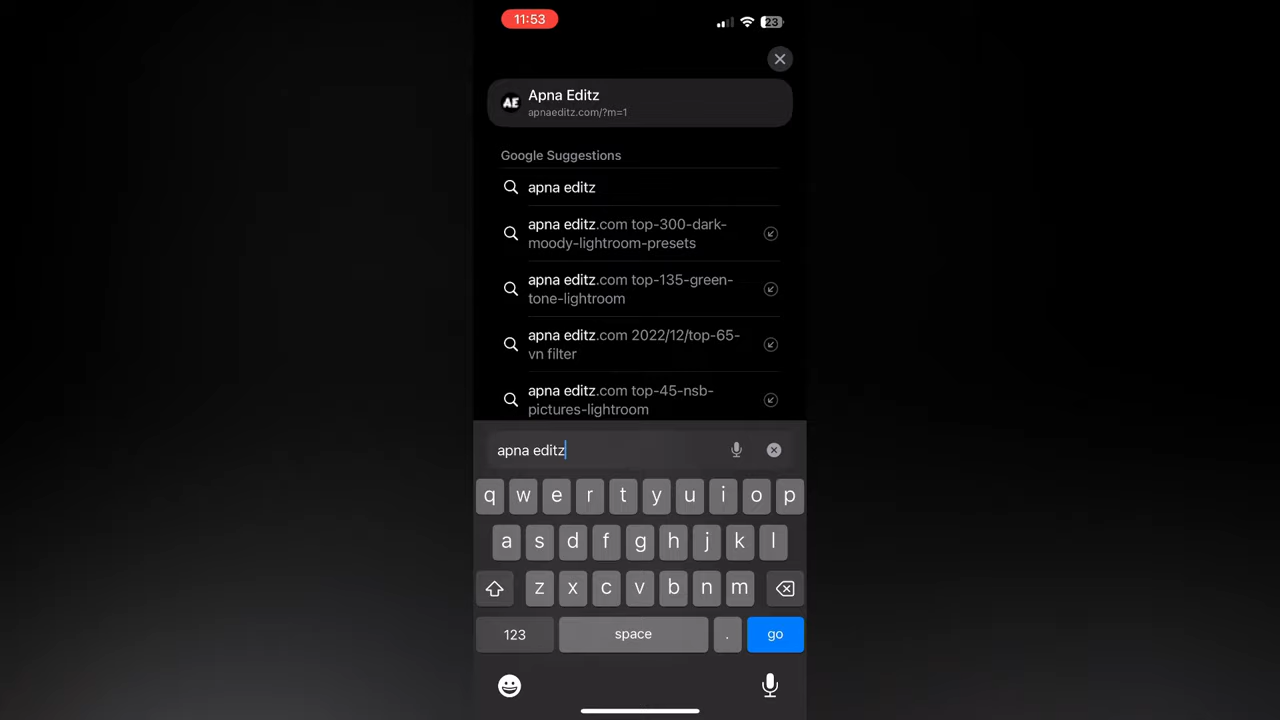 11:53
23
AE
Apna Editz
apnaeditz.com/?m=1
Google Suggestions
apna editz
apna editz.com top-300-dark-
moody-lightroom-presets
apna editz.com top-135-green-
tone-lightroom
apna editz.com 2022/12/top-65-
vn filter
apna editz.com top-45-nsb-
pictures-lightroom
apna editz
q w e r t y u i o p
a s d f g h j k l
z x c v b n m
123 space . go